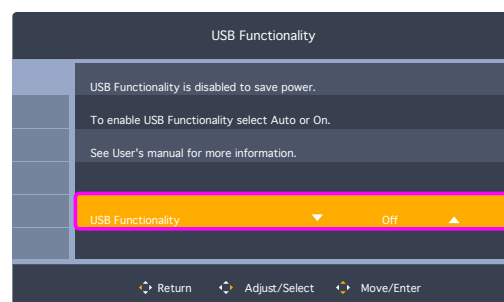 USB Functionality
USB Functionality is disabled to save power.
To enable USB Functionality select Auto or On.
See User's manual for more information.
USB Functionality Off
Return Adjust/Select Move/Enter